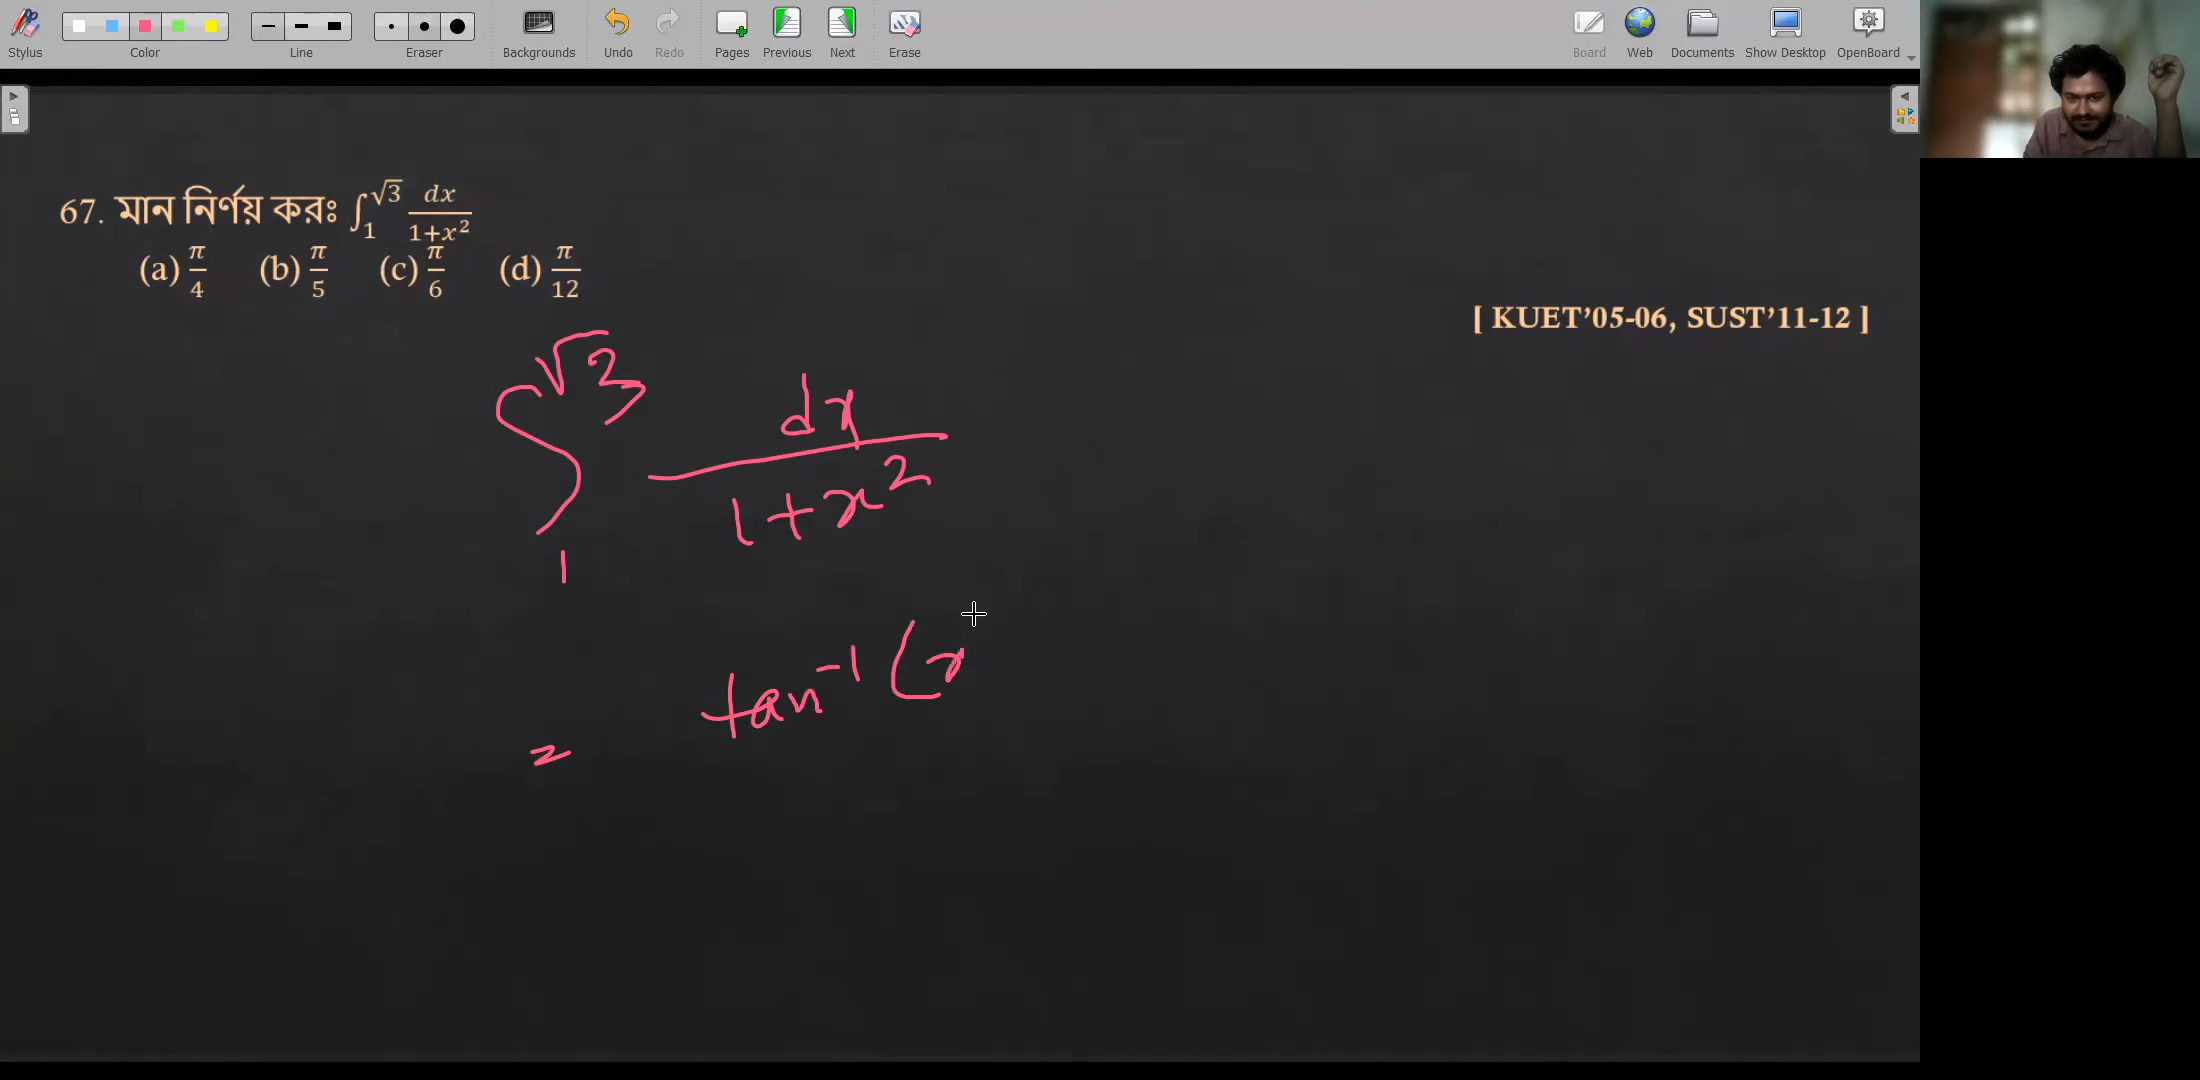 Stylus Color Line Eraser Backgrounds Undo Redo Pages Previous Next Erase Board Web Documents Show Desktop OpenBoard
67. মান নির্ণয় করঃ ∫₁^√3 dx/(1+x²)
(a) π/4 (b) π/5 (c) π/6 (d) π/12
[ KUET’05-06, SUST’11-12 ]
∫₁^√3 dx/(1+x²)
= tan⁻¹ (x